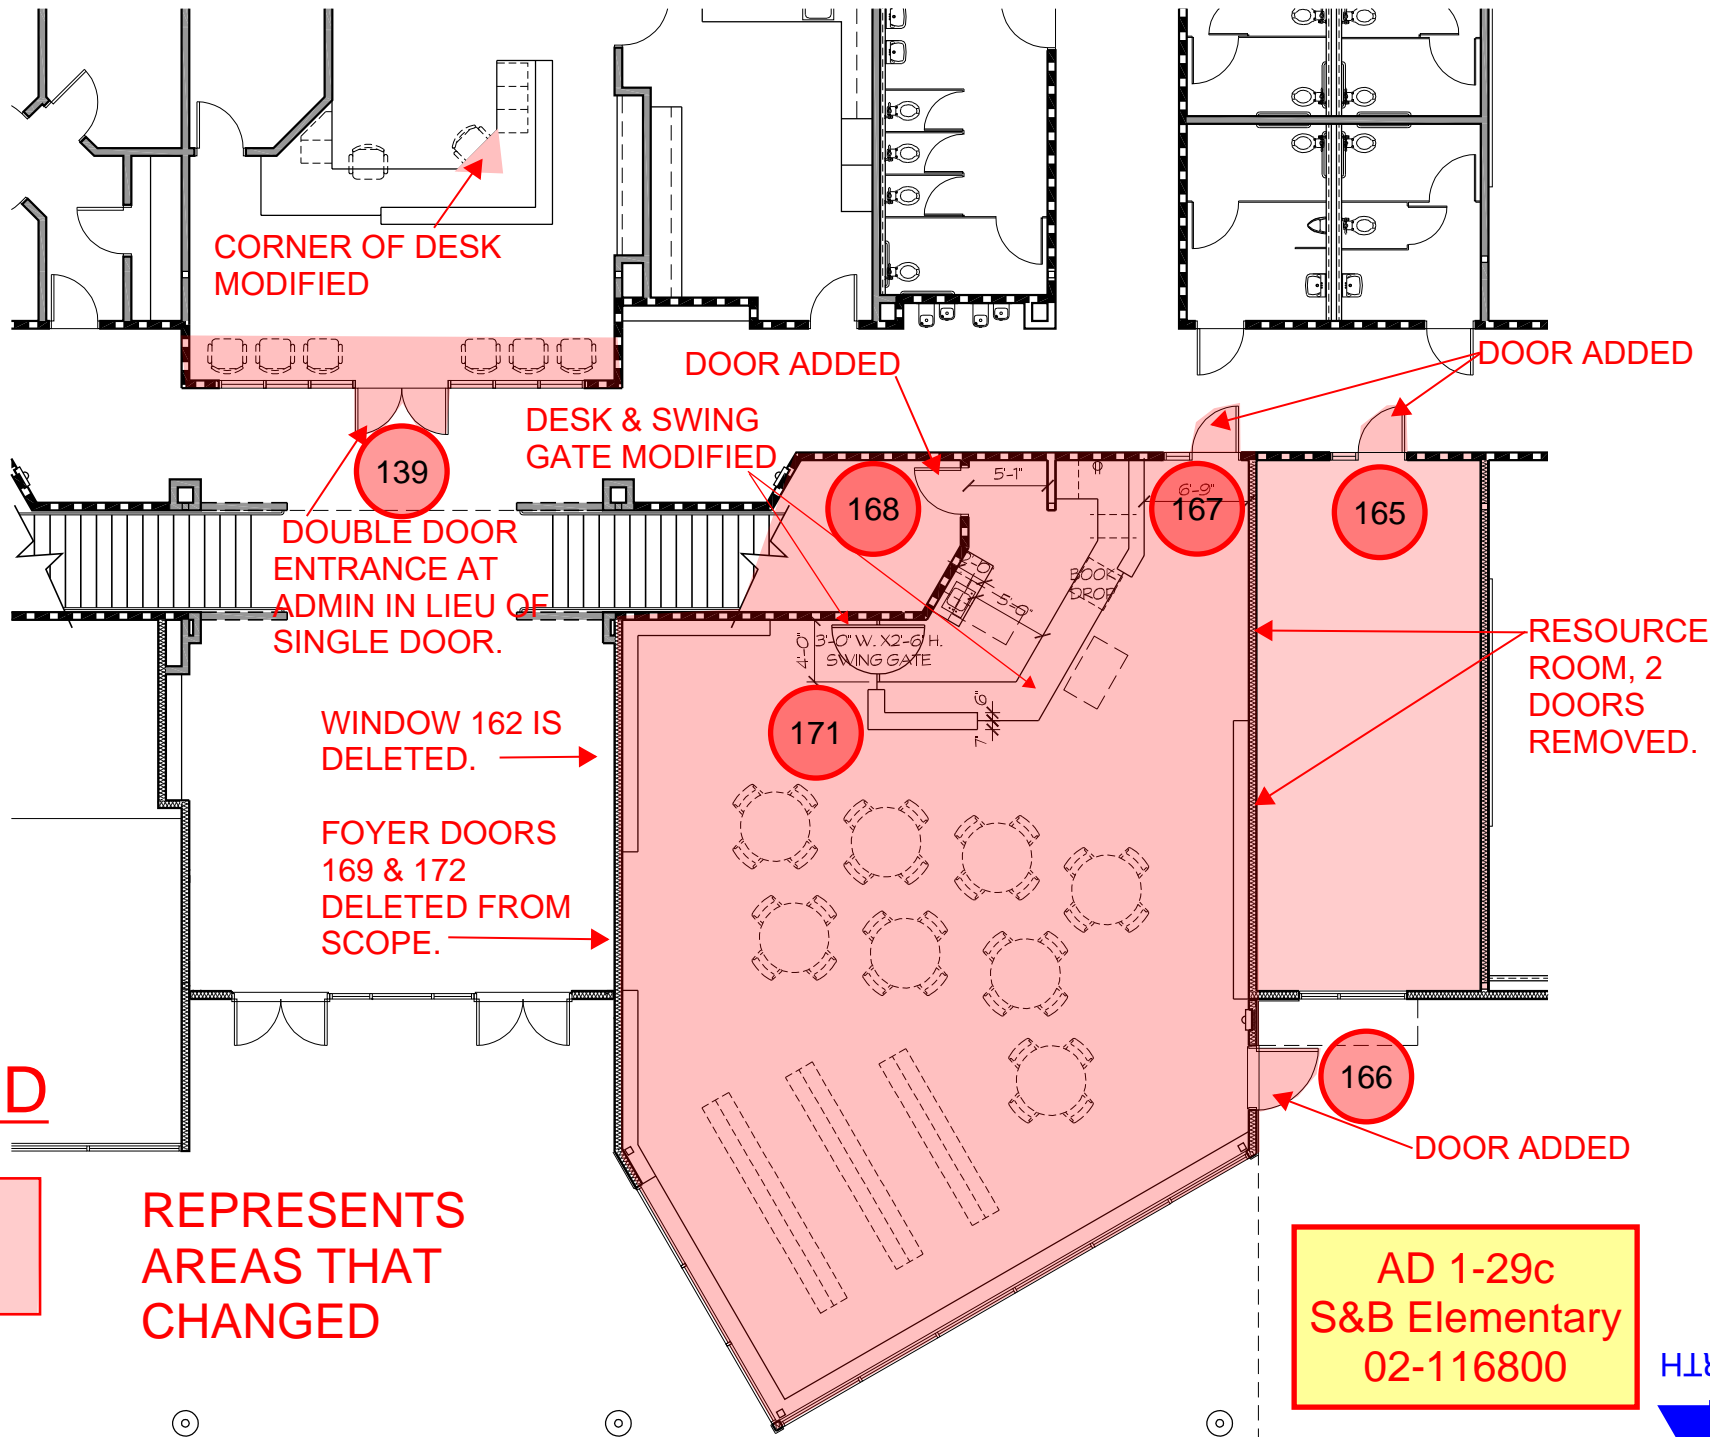 CORNER OF DESK
MODIFIED
DOOR ADDED
DOOR ADDED
DESK & SWING
GATE MODIFIED
139
168
5'-1"
6'-9"
167
165
DOUBLE DOOR
ENTRANCE AT
ADMIN IN LIEU OF
SINGLE DOOR.
BOOK
DROP
5'-6"
4'-0"
3'-0" W. X2'-6" H.
SWING GATE
6"
7"
171
RESOURCE
ROOM, 2
DOORS
REMOVED.
WINDOW 162 IS
DELETED.
FOYER DOORS
169 & 172
DELETED FROM
SCOPE.
166
DOOR ADDED
D
REPRESENTS
AREAS THAT
CHANGED
AD 1-29c
S&B Elementary
02-116800
RTH